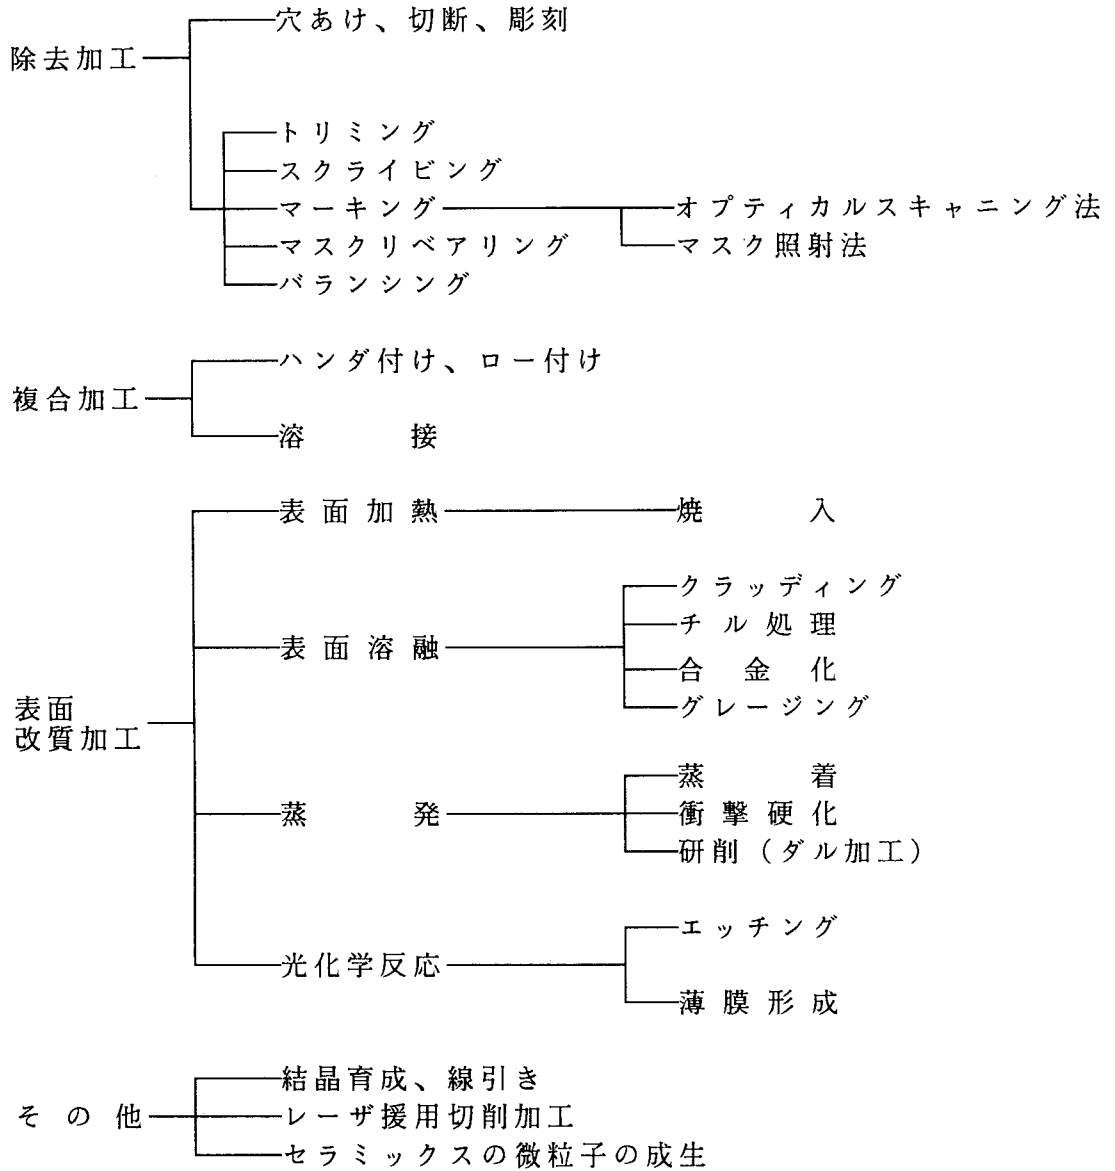 穴あけ、切断、彫刻
除去加工
トリミング
スクライビング
マーキング オプティカルスキャニング法
マスクリベアリング マスク照射法
バランシング
ハンダ付け、ロー付け
複合加工
溶接
表面加熱 焼入
クラッディング
チル処理
表面溶融
合金化
グレージング
表面
改質加工
蒸着
蒸発 衝撃硬化
研削（ダル加工）
エッチング
光化学反応
薄膜形成
結晶育成、線引き
その他 レーザ援用切削加工
セラミックスの微粒子の成生